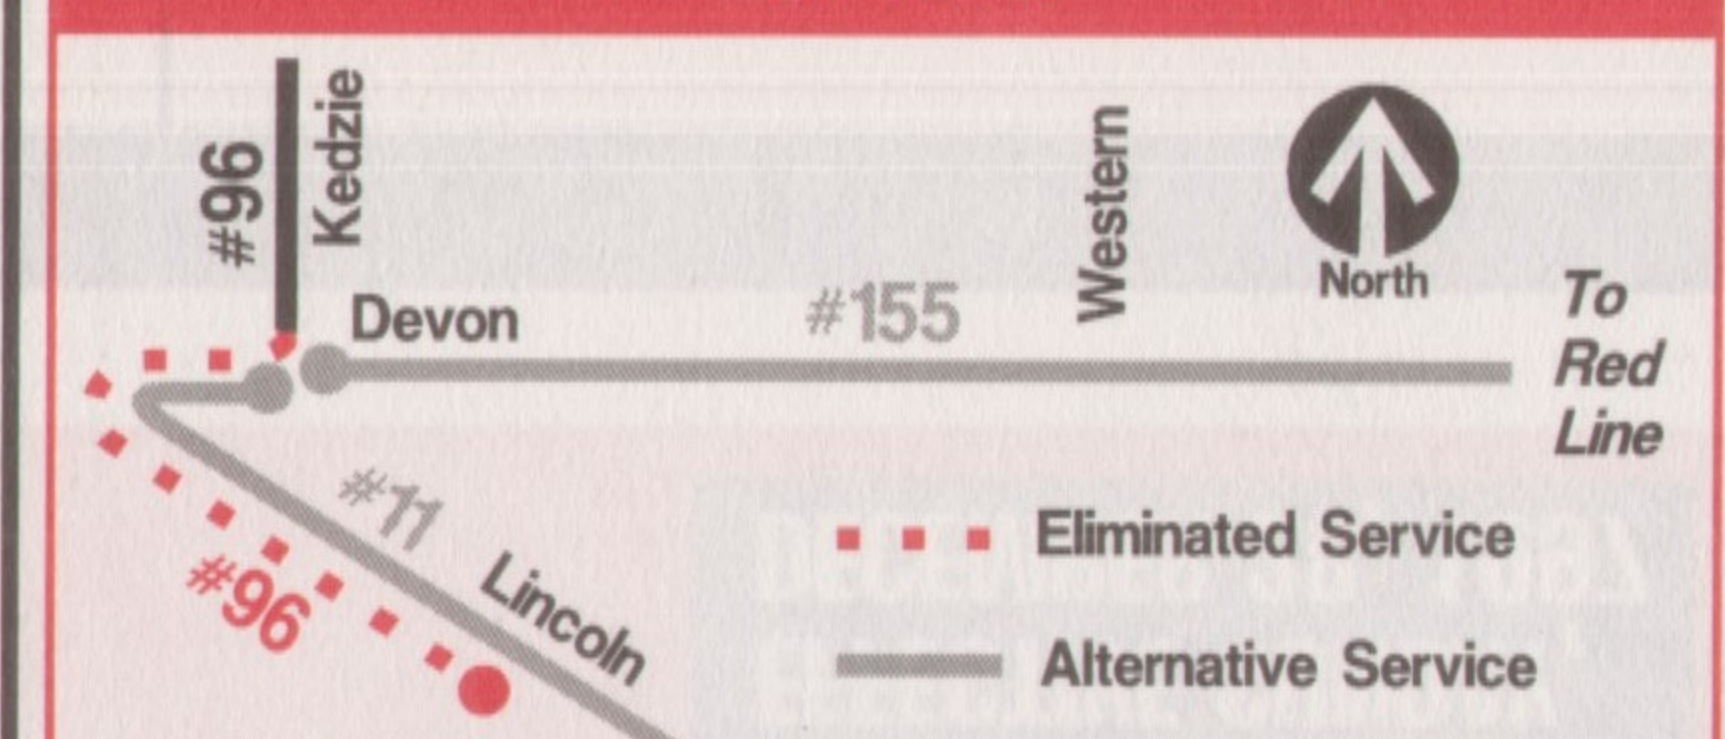 #96
Kedzie
Western
North
Devon
#155
To
Red
Line
#11
Lincoln
#96
Eliminated Service
Alternative Service